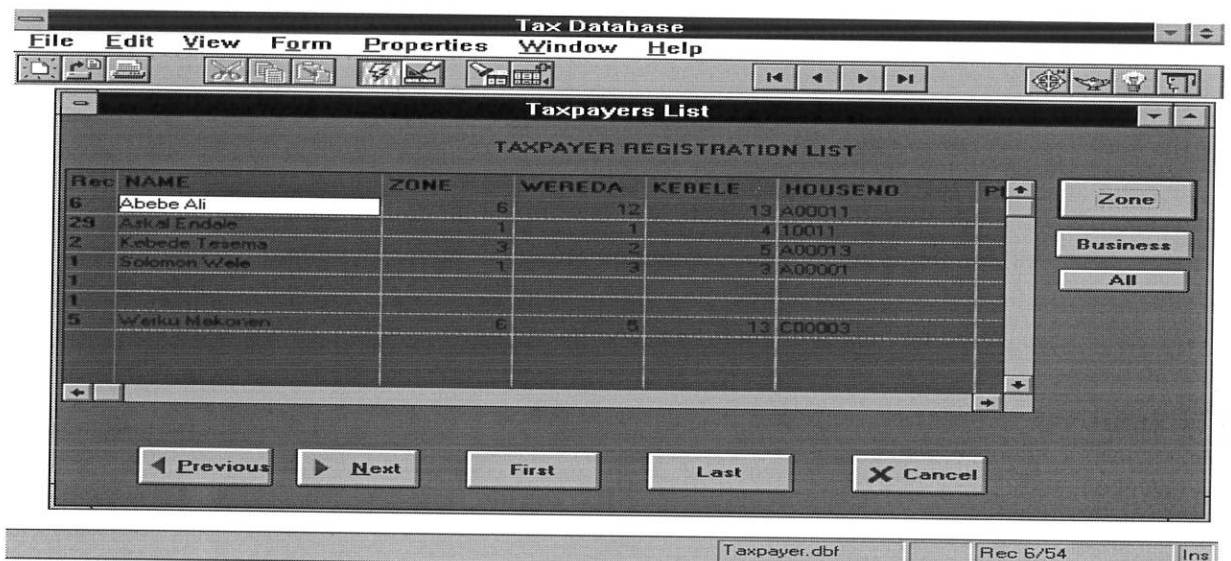 Tax Database
File Edit View Form Properties Window Help
Taxpayers List
TAXPAYER REGISTRATION LIST
Rec NAME ZONE WEREDA KEBELE HOUSENO
6 Abebe Ali 6 12 13 A00011
29 Askal Endale 1 1 4 10011
2 Kebede Tesema 3 2 5 A00013
1 Solomon Wele 1 3 3 A00001
1
1
5 Werku Mekonen 6 5 13 C00003
Zone
Business
All
Previous Next First Last Cancel
Taxpayer.dbf Rec 6/54 Ins